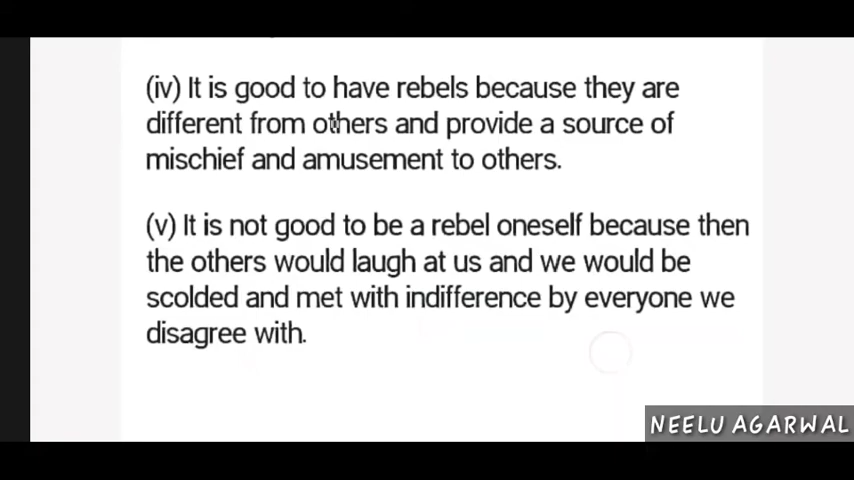 (iv) It is good to have rebels because they are
different from others and provide a source of
mischief and amusement to others.
(v) It is not good to be a rebel oneself because then
the others would laugh at us and we would be
scolded and met with indifference by everyone we
disagree with.
NEELU AGARWAL